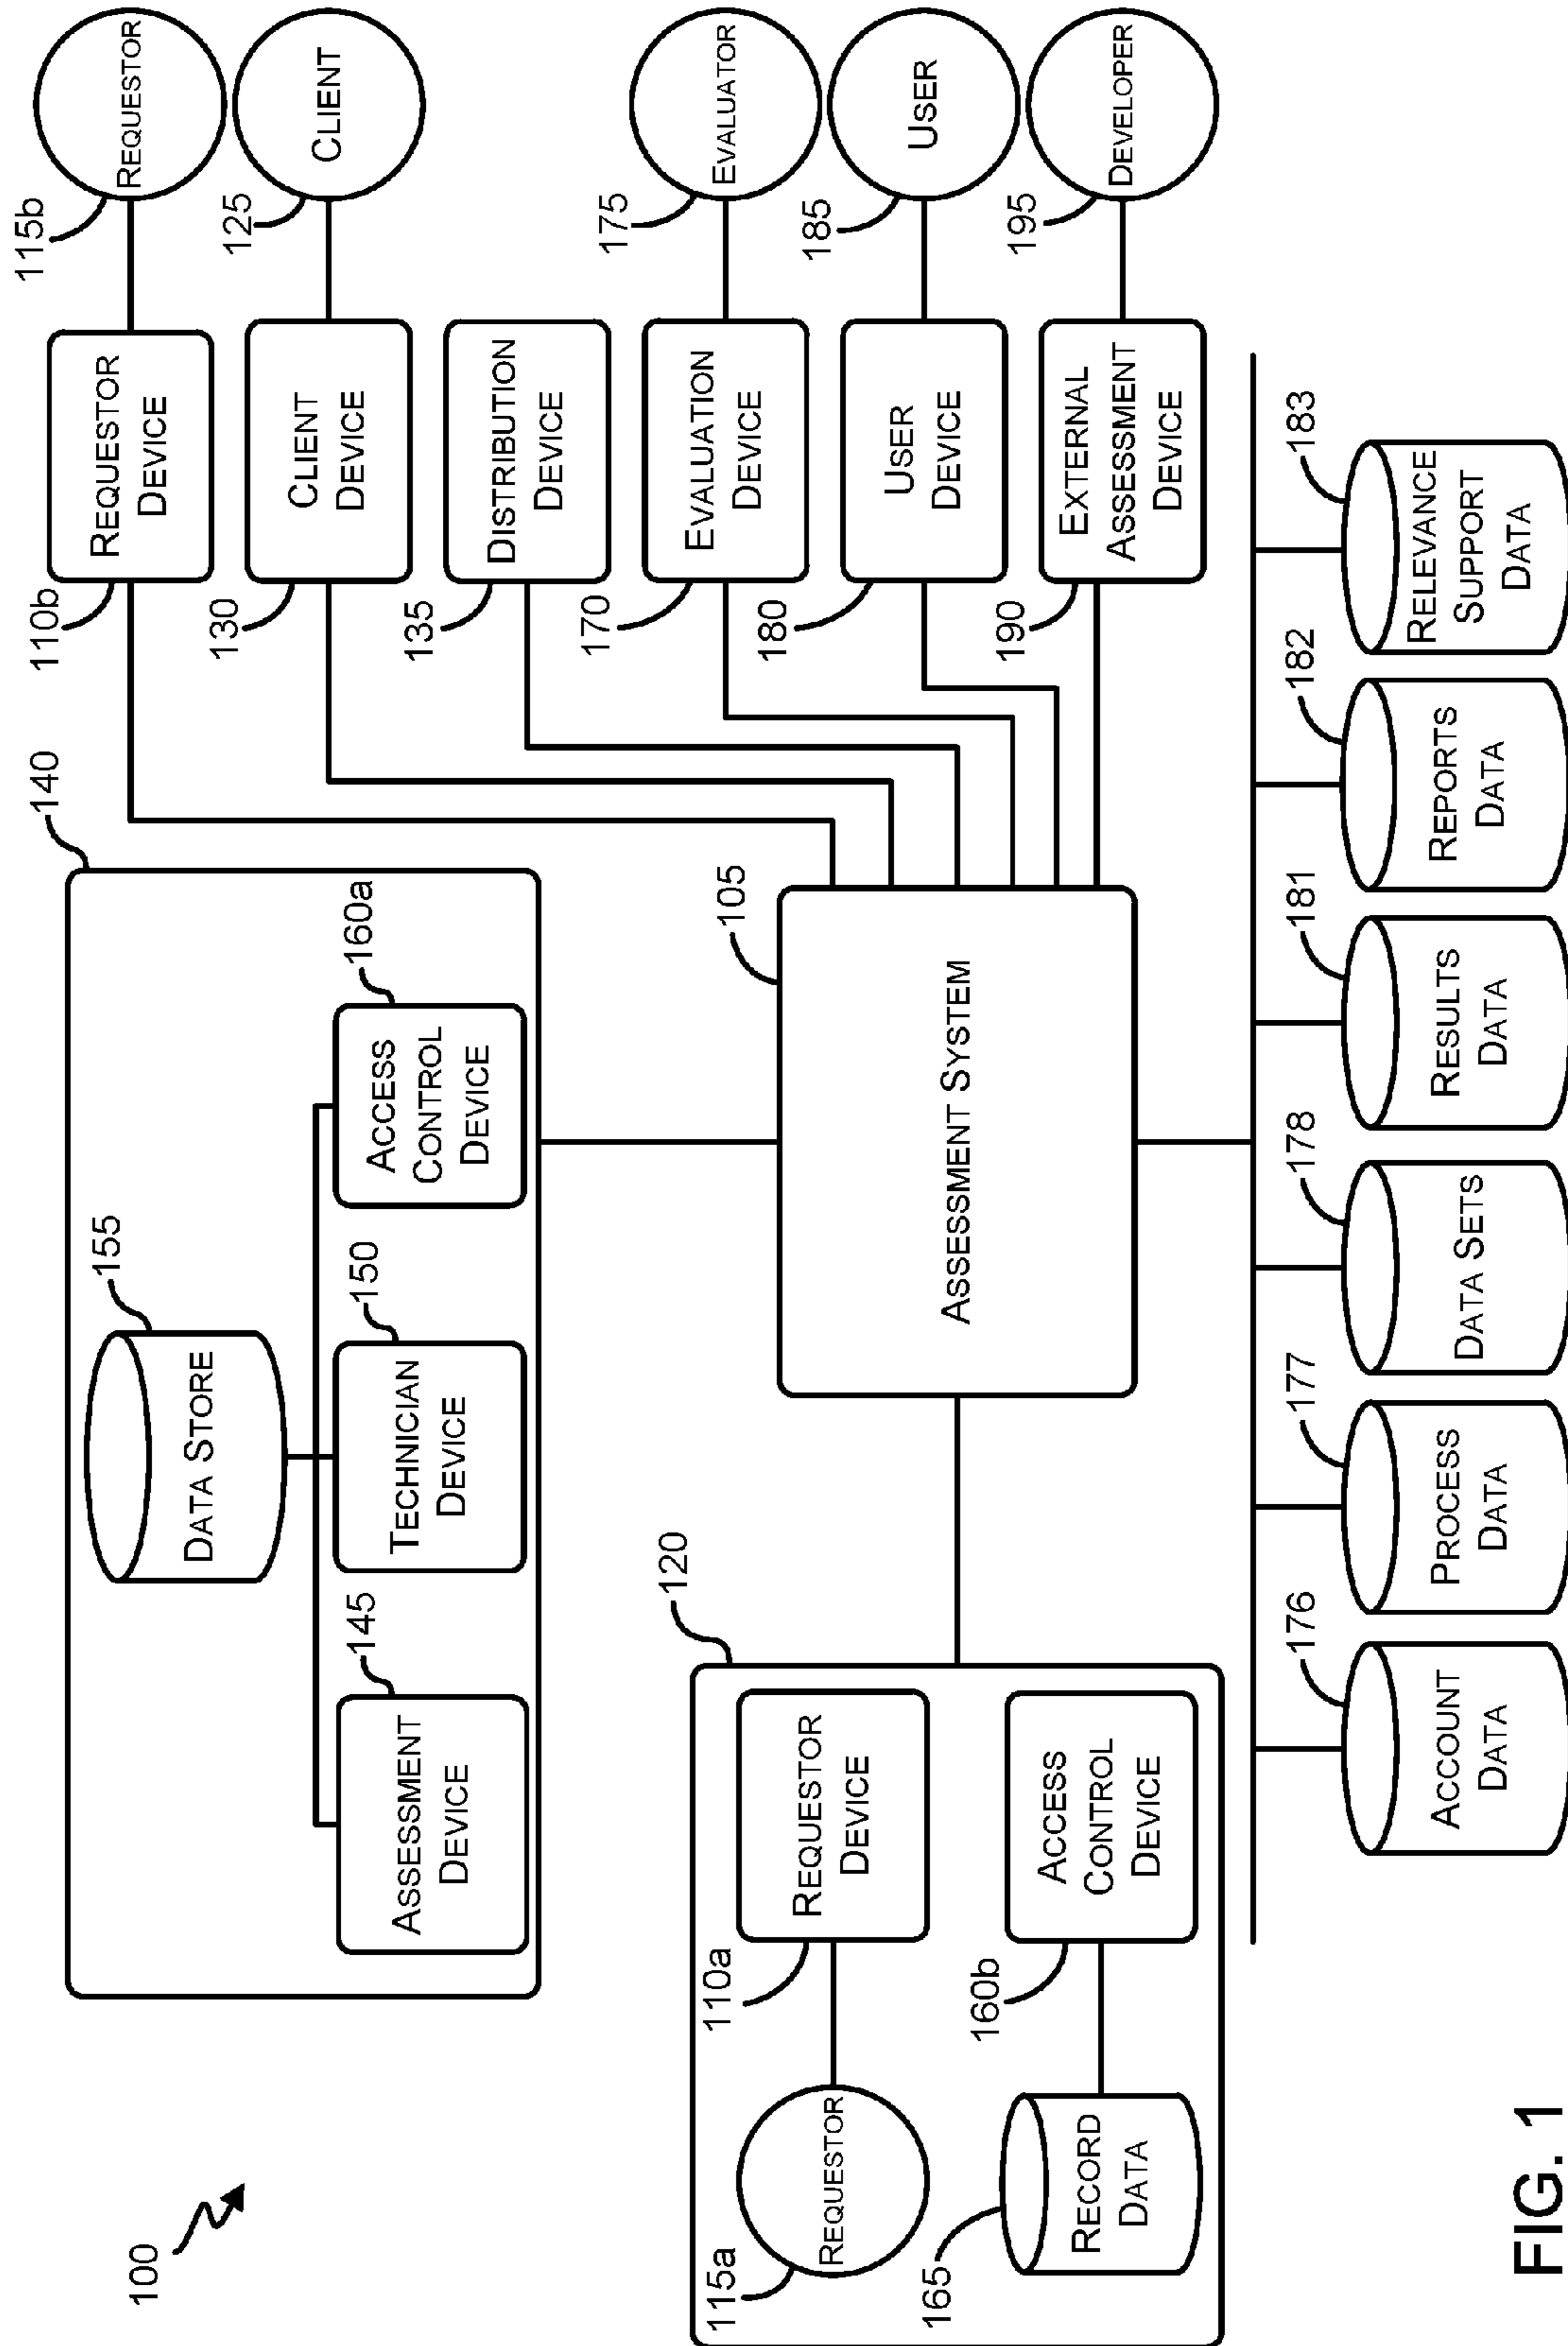 100
140
DATA STORE
155
ASSESSMENT
DEVICE
145
TECHNICIAN
DEVICE
150
ACCESS
CONTROL
DEVICE
160a
REQUESTOR
DEVICE
110b
REQUESTOR
115b
CLIENT
DEVICE
130
CLIENT
125
DISTRIBUTION
DEVICE
135
EVALUATION
DEVICE
170
EVALUATOR
175
USER
DEVICE
180
USER
185
EXTERNAL
ASSESSMENT
DEVICE
190
DEVELOPER
195
ASSESSMENT SYSTEM
105
120
REQUESTOR
115a
REQUESTOR
DEVICE
110a
RECORD
DATA
165
ACCESS
CONTROL
DEVICE
160b
ACCOUNT
DATA
176
PROCESS
DATA
177
DATA SETS
178
RESULTS
DATA
181
REPORTS
DATA
182
RELEVANCE
SUPPORT
DATA
183
FIG. 1